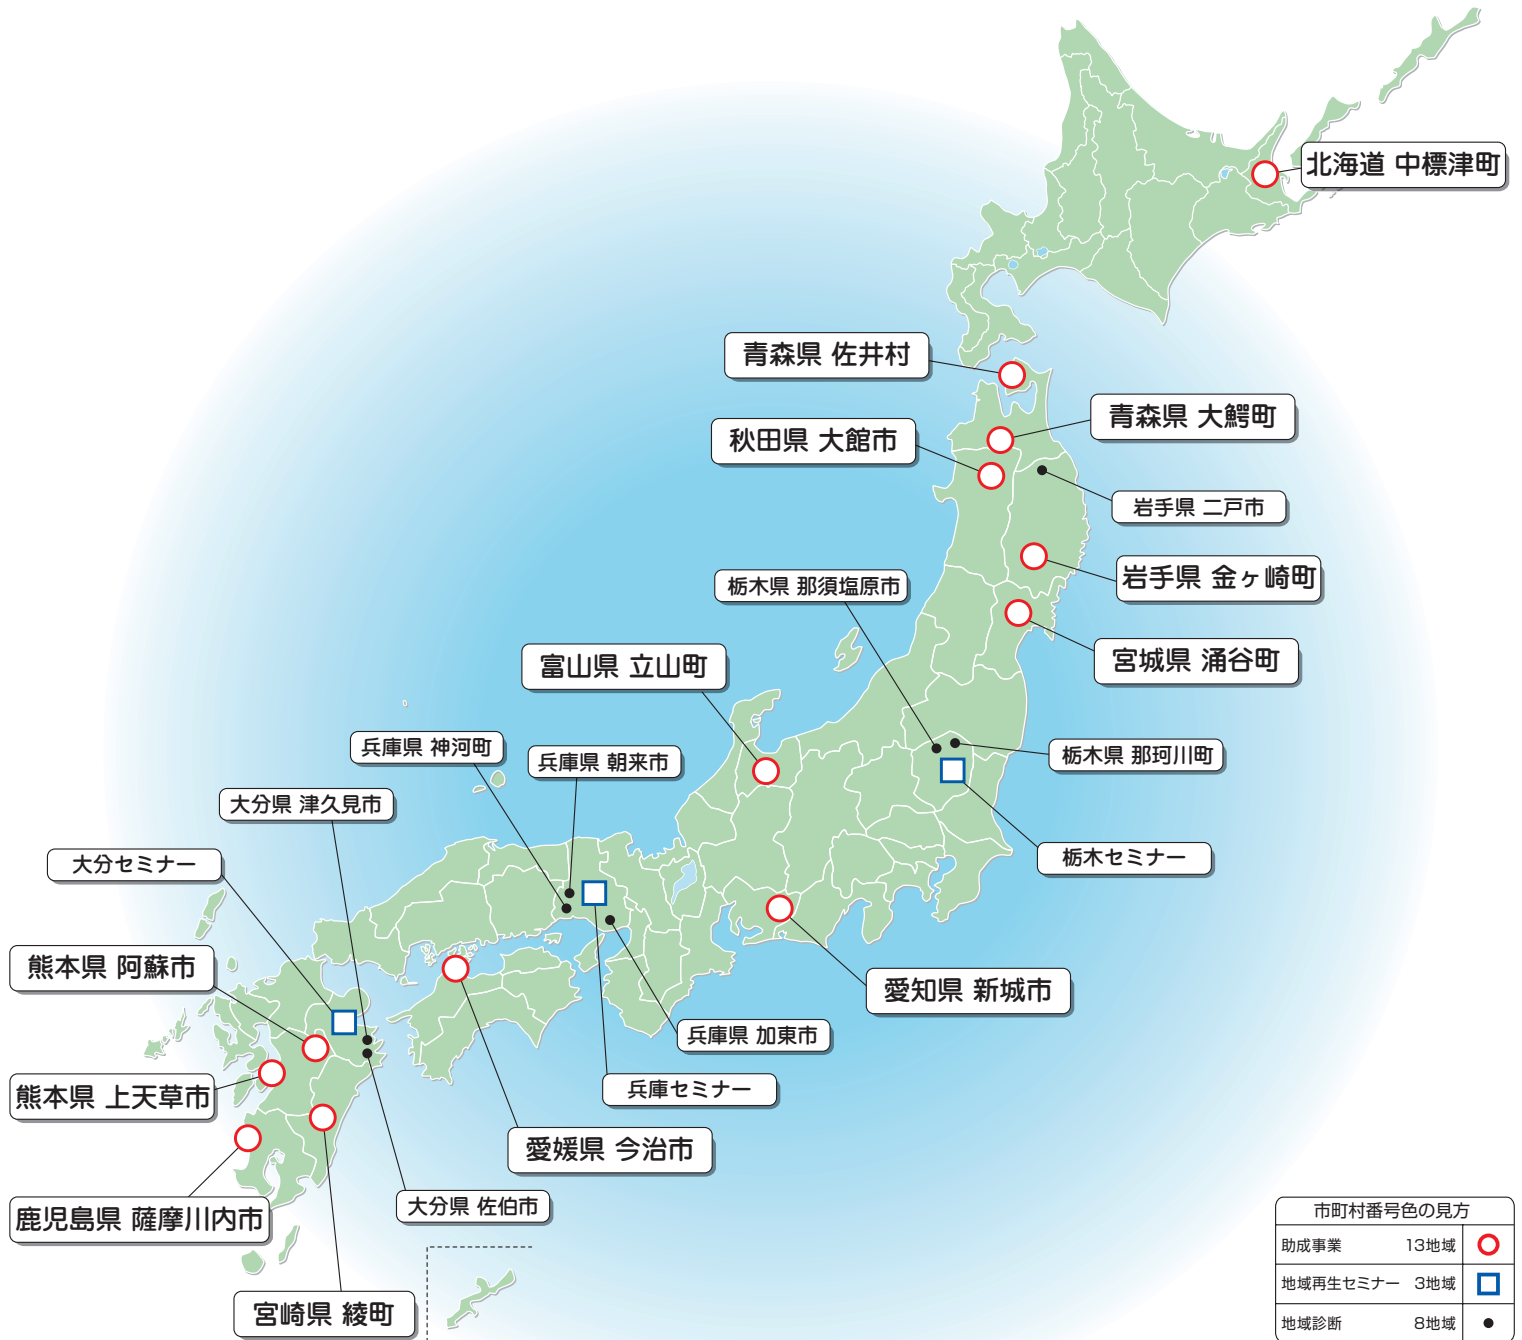 北海道 中標津町
青森県 佐井村
青森県 大鰐町
秋田県 大館市
岩手県 二戸市
岩手県 金ヶ崎町
栃木県 那須塩原市
宮城県 涌谷町
富山県 立山町
兵庫県 神河町
兵庫県 朝来市
栃木県 那珂川町
大分県 津久見市
大分セミナー
栃木セミナー
熊本県 阿蘇市
愛知県 新城市
兵庫県 加東市
熊本県 上天草市
兵庫セミナー
愛媛県 今治市
鹿児島県 薩摩川内市
大分県 佐伯市
宮崎県 綾町
市町村番号色の見方
助成事業 13地域
地域再生セミナー 3地域
地域診断 8地域